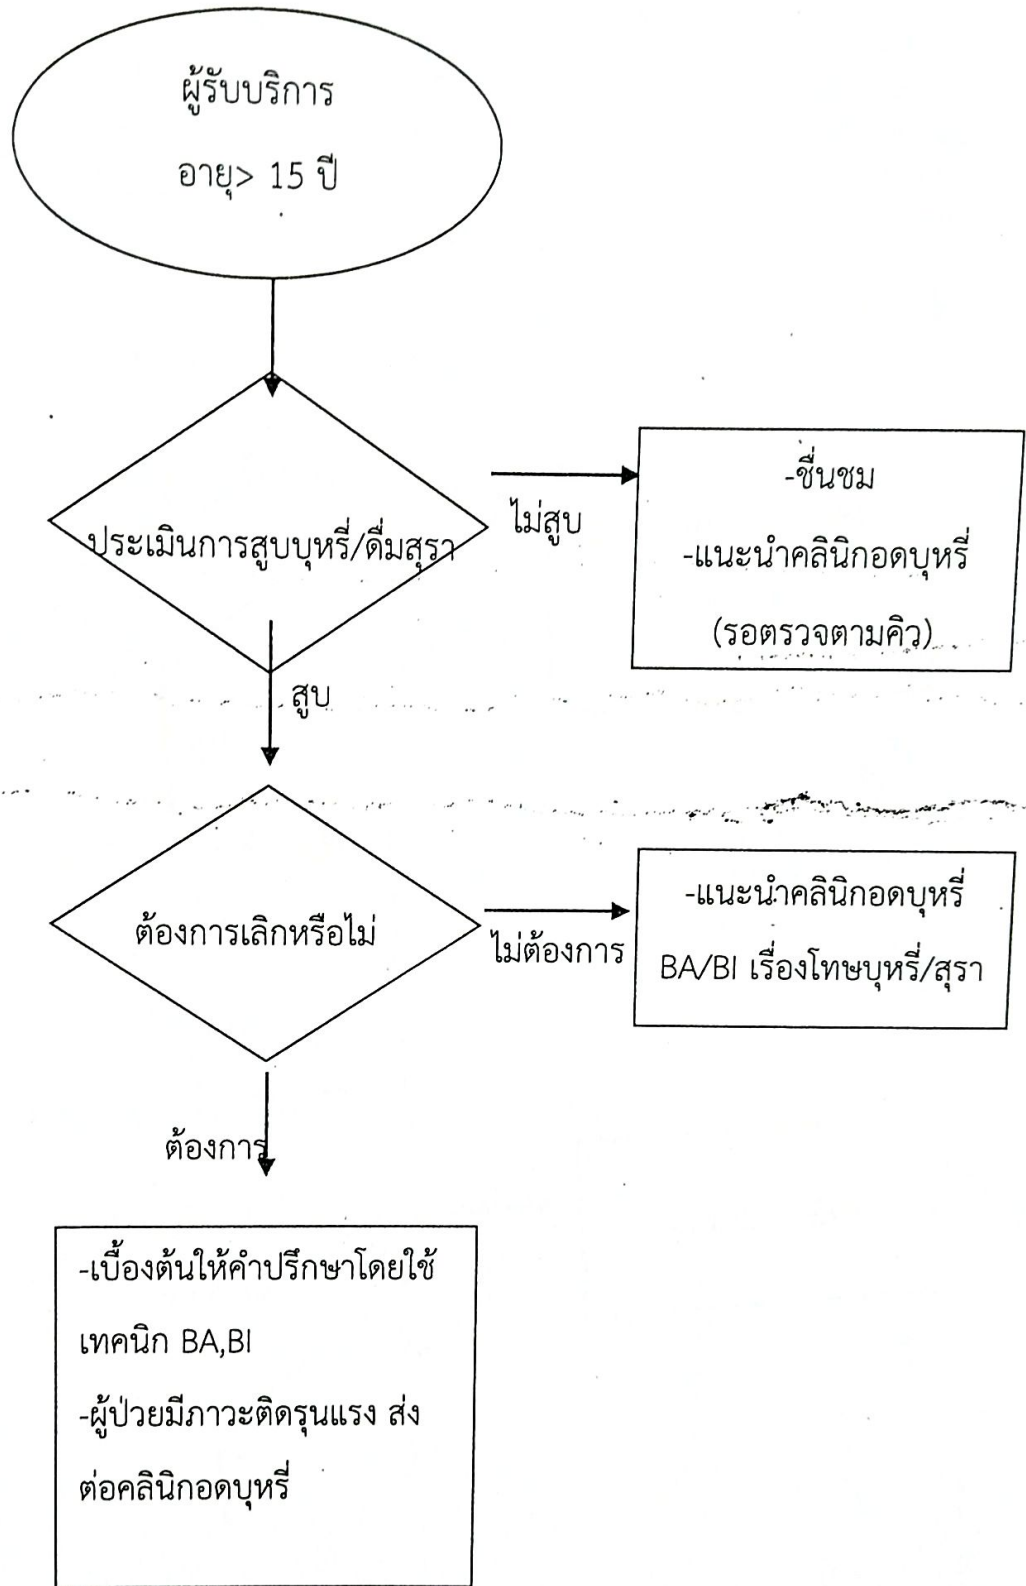 ผู้รับบริการ
อายุ> 15 ปี
ประเมินการสูบบุหรี่/ดื่มสุรา
ไม่สูบ
-ชื่นชม
-แนะนำคลินิกอดบุหรี่
(รอตรวจตามคิว)
สูบ
ต้องการเลิกหรือไม่
ไม่ต้องการ
-แนะนำคลินิกอดบุหรี่
BA/BI เรื่องโทษบุหรี่/สุรา
ต้องการ
-เบื้องต้นให้คำปรึกษาโดยใช้
เทคนิก BA,BI
-ผู้ป่วยมีภาวะติดรุนแรง ส่ง
ต่อคลินิกอดบุหรี่